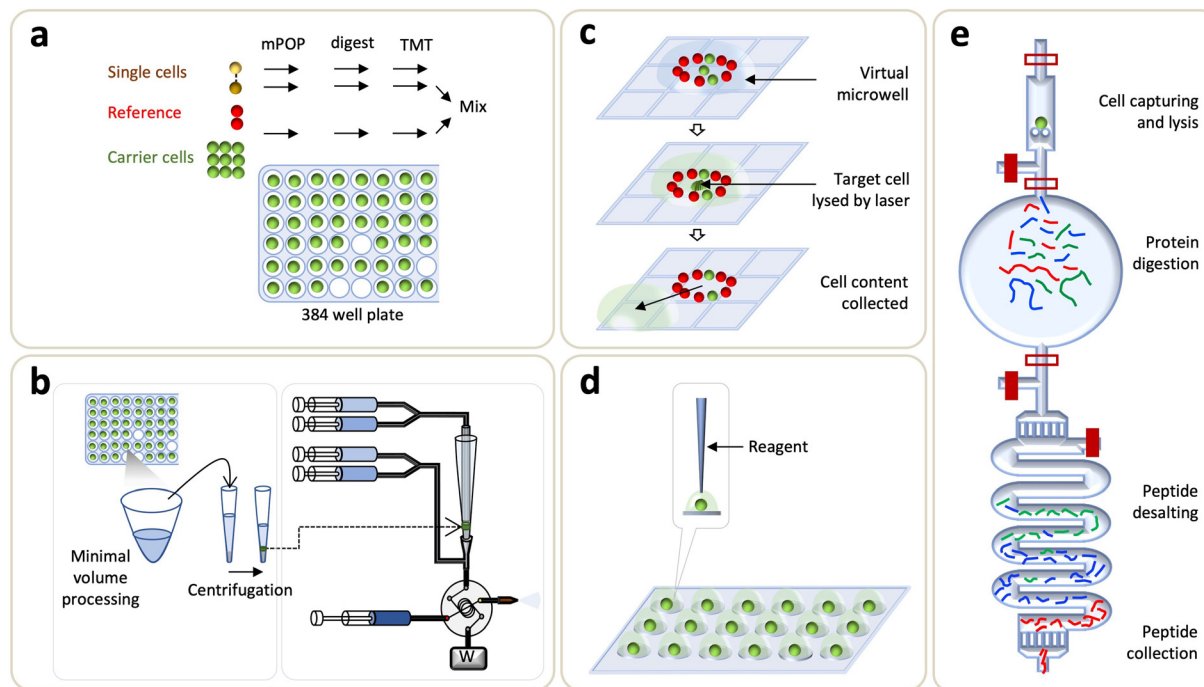 a
mPOP digest TMT
Single cells
Reference
Carrier cells
Mix
384 well plate
b
Minimal
volume
processing
Centrifugation
W
c
Virtual
microwell
Target cell
lysed by laser
Cell content
collected
d
Reagent
e
Cell capturing
and lysis
Protein
digestion
Peptide
desalting
Peptide
collection